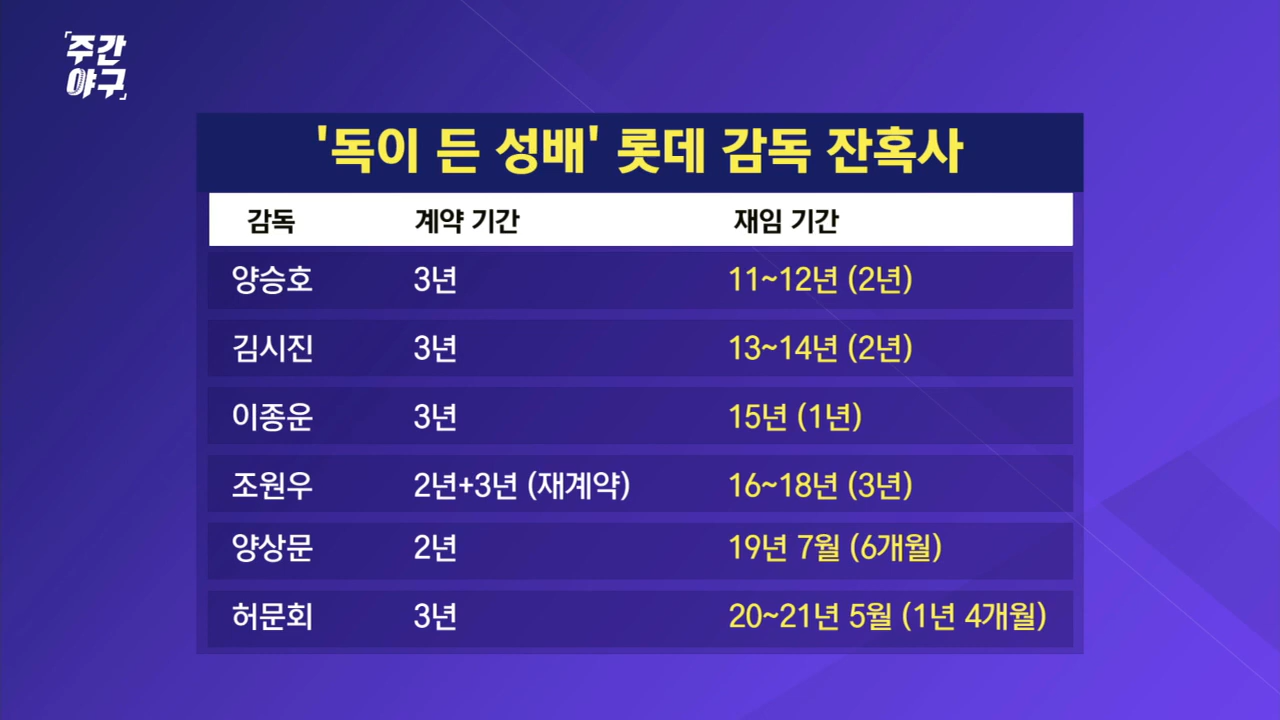 「주간
야구」
'독이 든 성배' 롯데 감독 잔혹사
감독 계약 기간 재임 기간
양승호 3년 11~12년 (2년)
김시진 3년 13~14년 (2년)
이종운 3년 15년 (1년)
조원우 2년+3년 (재계약) 16~18년 (3년)
양상문 2년 19년 7월 (6개월)
허문회 3년 20~21년 5월 (1년 4개월)